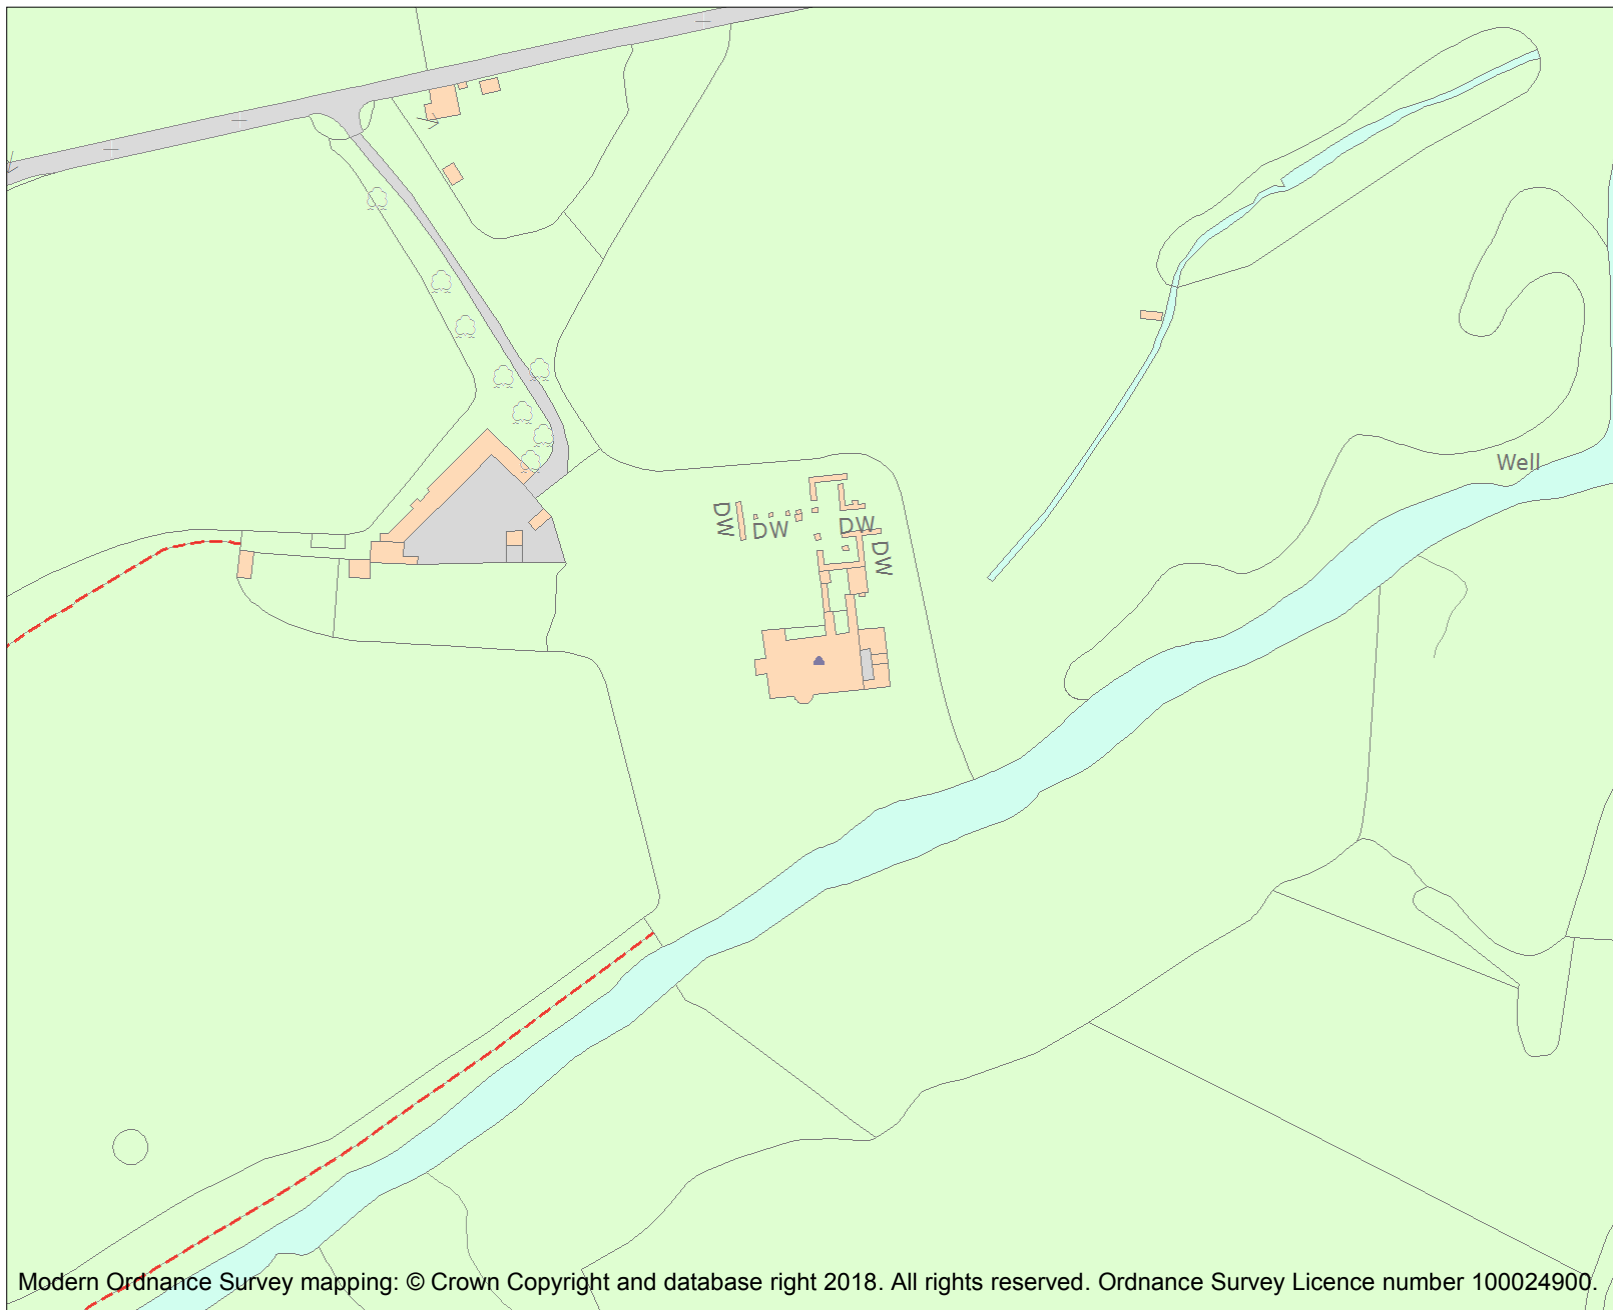 Well
DW
DW
DW
DW
Modern Ordnance Survey mapping: © Crown Copyright and database right 2018. All rights reserved. Ordnance Survey Licence number 100024900.